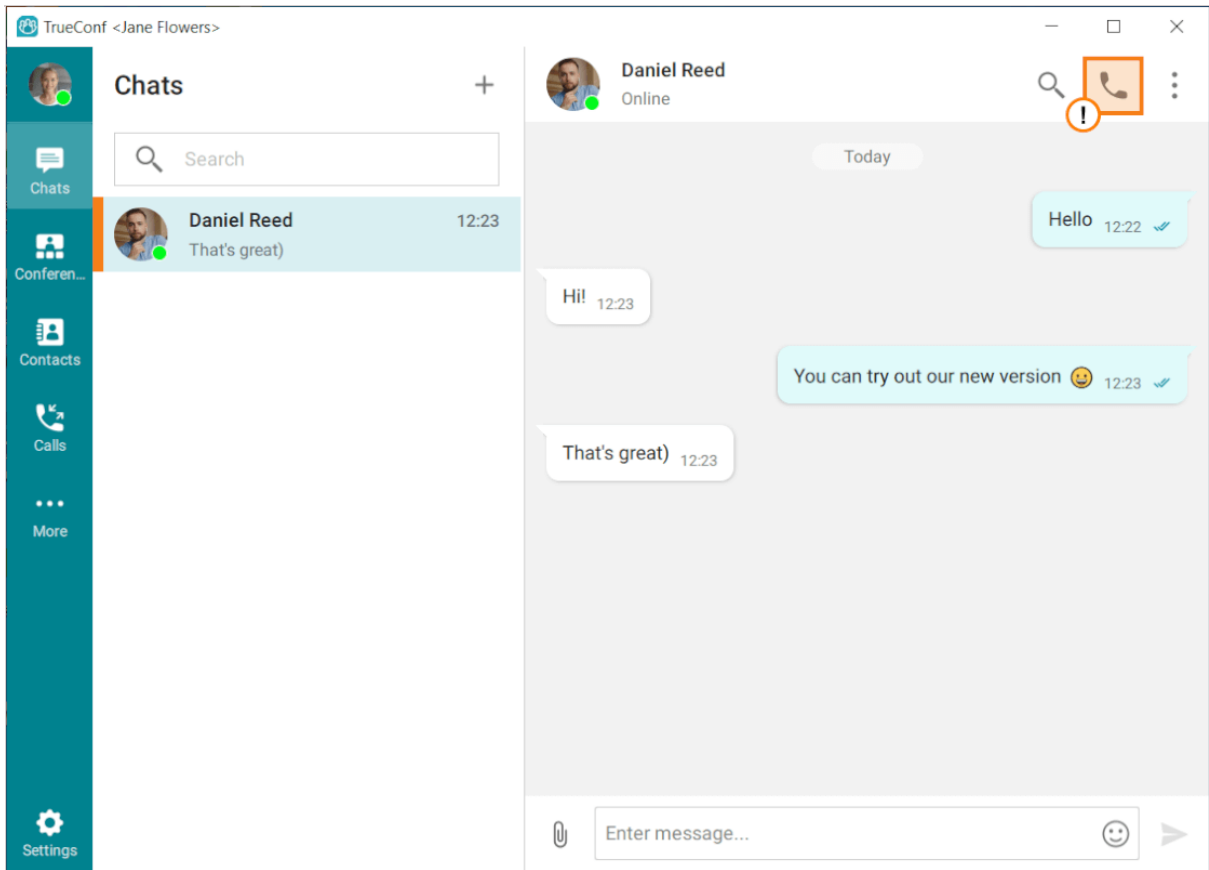 TrueConf <Jane Flowers>
Chats
Conferen...
Contacts
Calls
More
Settings
Chats
Search
Daniel Reed 12:23
That's great)
Daniel Reed
Online
!
Today
Hello 12:22
Hi! 12:23
You can try out our new version 😀 12:23
That's great) 12:23
Enter message...